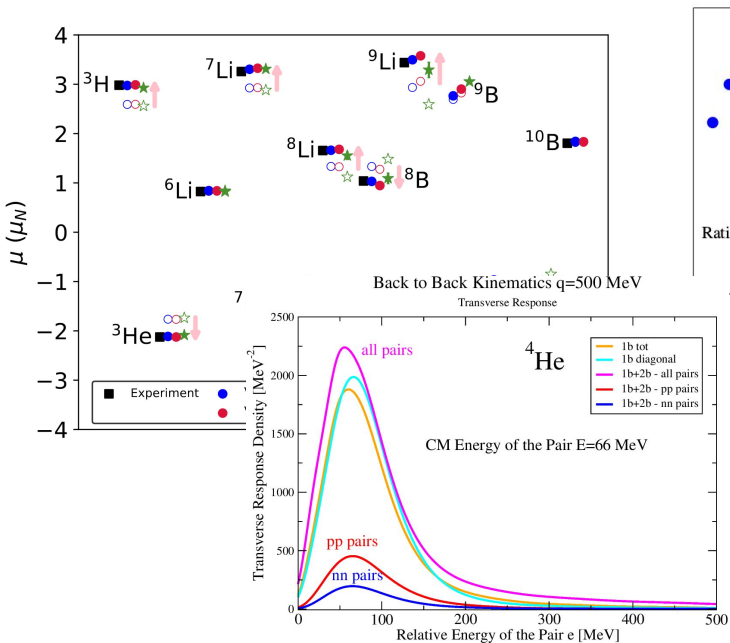 μ (μ_N)
4
3
2
1
0
−1
−2
−3
−4
³H
⁷Li
⁹Li
⁹B
⁸Li
⁸B
¹⁰B
⁶Li
³He
7
Experiment
Rati
Back to Back Kinematics q=500 MeV
Transverse Response
Transverse Response Density [MeV⁻²]
2500
2250
1750
1250
500
0
⁴He
all pairs
1b tot
1b diagonal
1b+2b - all pairs
1b+2b - pp pairs
1b+2b - nn pairs
CM Energy of the Pair E=66 MeV
pp pairs
nn pairs
0
100
200
300
400
500
Relative Energy of the Pair e [MeV]